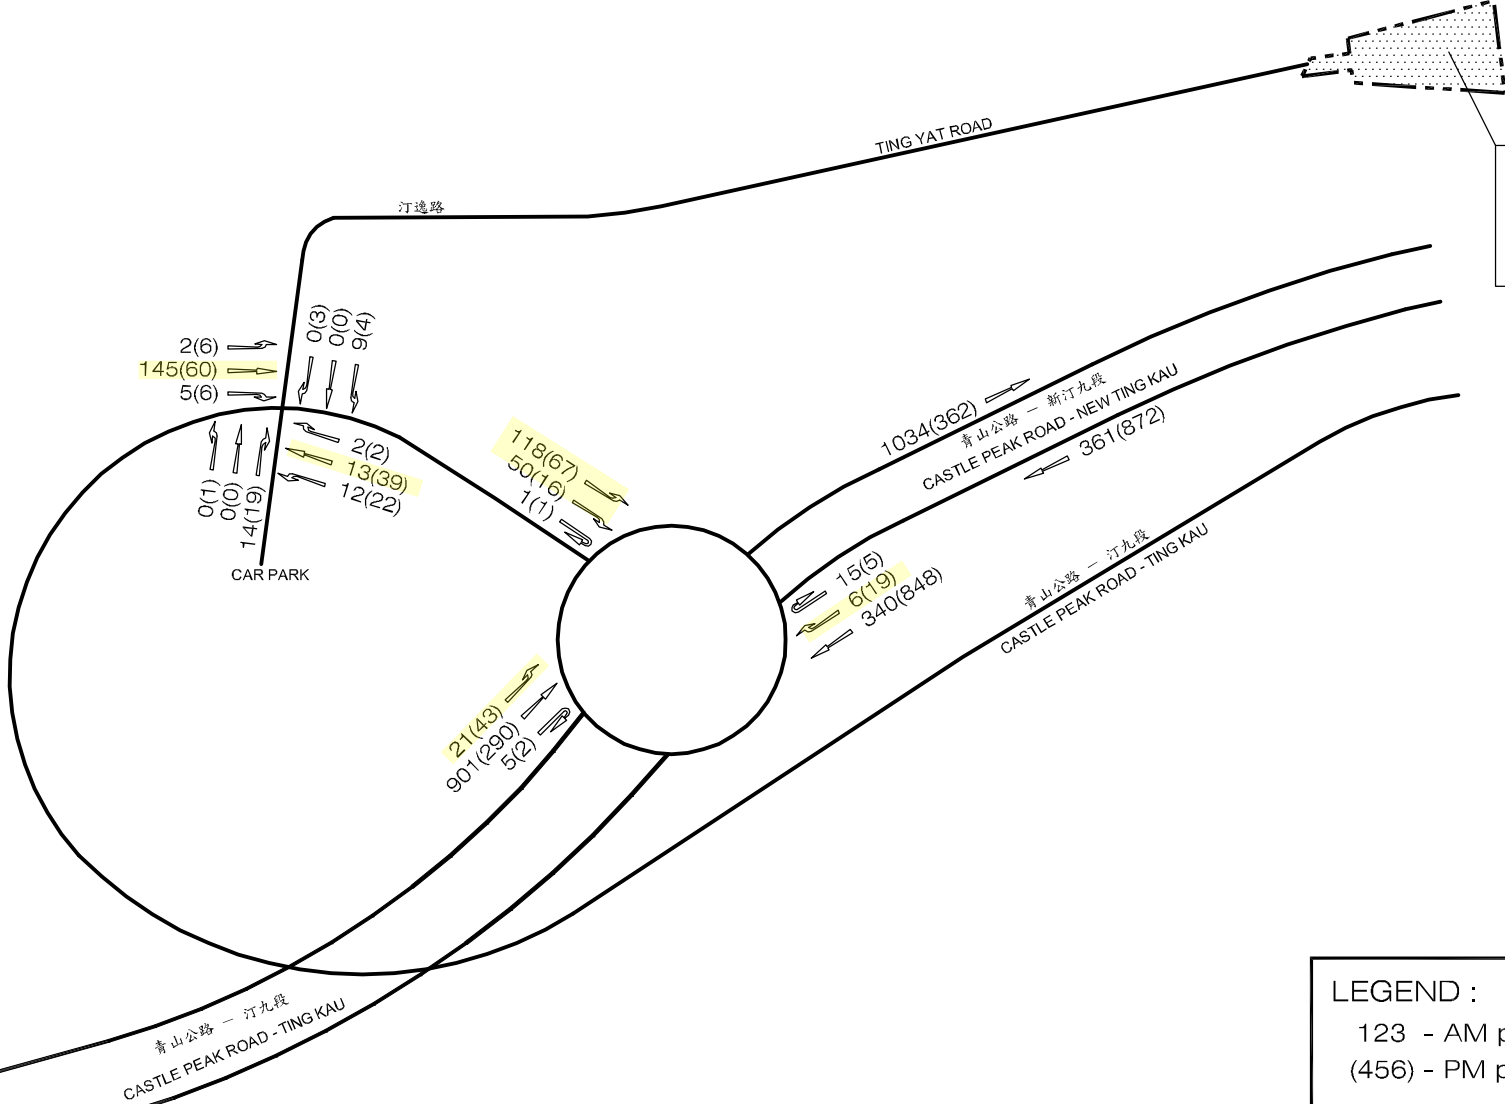 TING YAT ROAD
汀逸路
0(3)
0(0)
9(4)
2(6)
145(60)
5(6)
2(2)
13(39)
12(22)
0(1)
0(0)
14(19)
CAR PARK
118(67)
50(16)
1(1)
1034(362)
青山公路 － 新汀九段
CASTLE PEAK ROAD - NEW TING KAU
361(872)
15(5)
6(19)
340(848)
青山公路 － 汀九段
CASTLE PEAK ROAD - TING KAU
21(43)
901(290)
5(2)
青山公路 － 汀九段
CASTLE PEAK ROAD - TING KAU
LEGEND :
123 - AM p
(456) - PM p